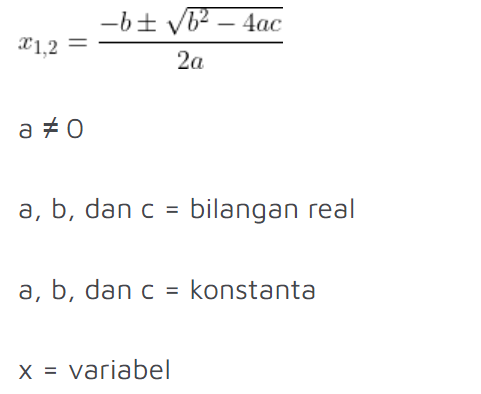 x₁,₂ = (−b ± √(b² − 4ac)) / 2a
a ≠ 0
a, b, dan c = bilangan real
a, b, dan c = konstanta
x = variabel